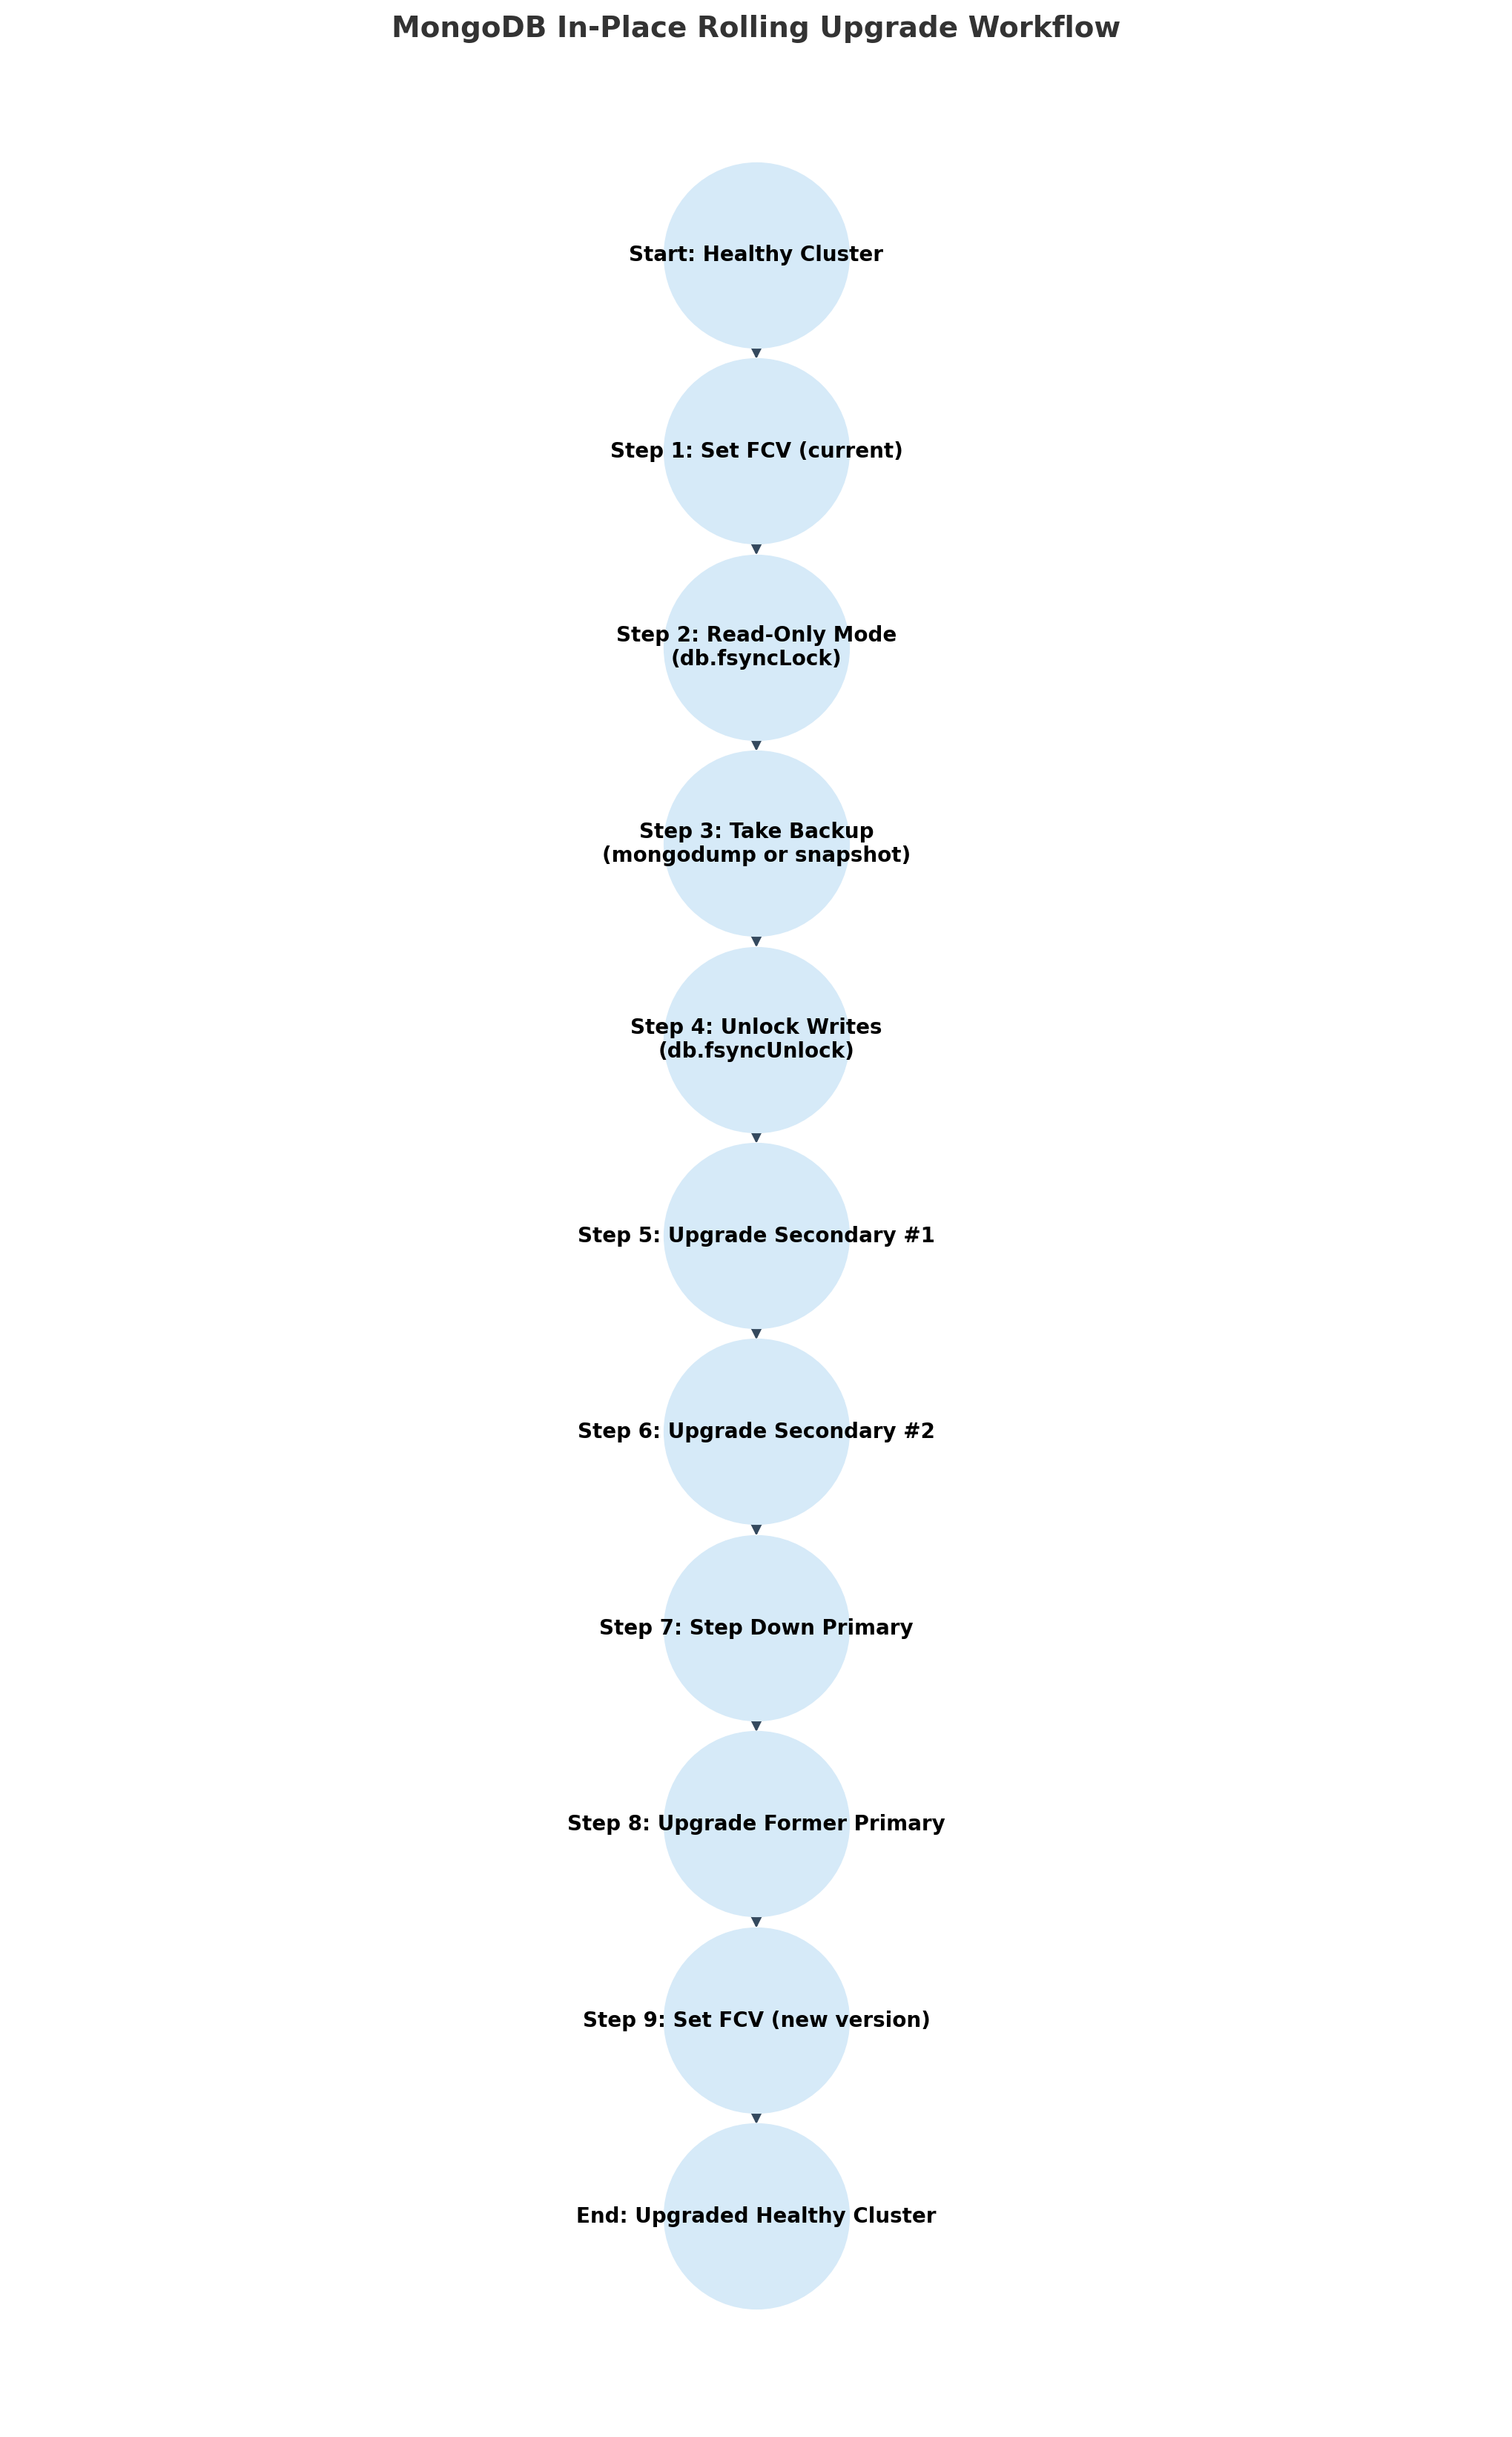 MongoDB In-Place Rolling Upgrade Workflow
Start: Healthy Cluster
Step 1: Set FCV (current)
Step 2: Read-Only Mode
(db.fsyncLock)
Step 3: Take Backup
(mongodump or snapshot)
Step 4: Unlock Writes
(db.fsyncUnlock)
Step 5: Upgrade Secondary #1
Step 6: Upgrade Secondary #2
Step 7: Step Down Primary
Step 8: Upgrade Former Primary
Step 9: Set FCV (new version)
End: Upgraded Healthy Cluster